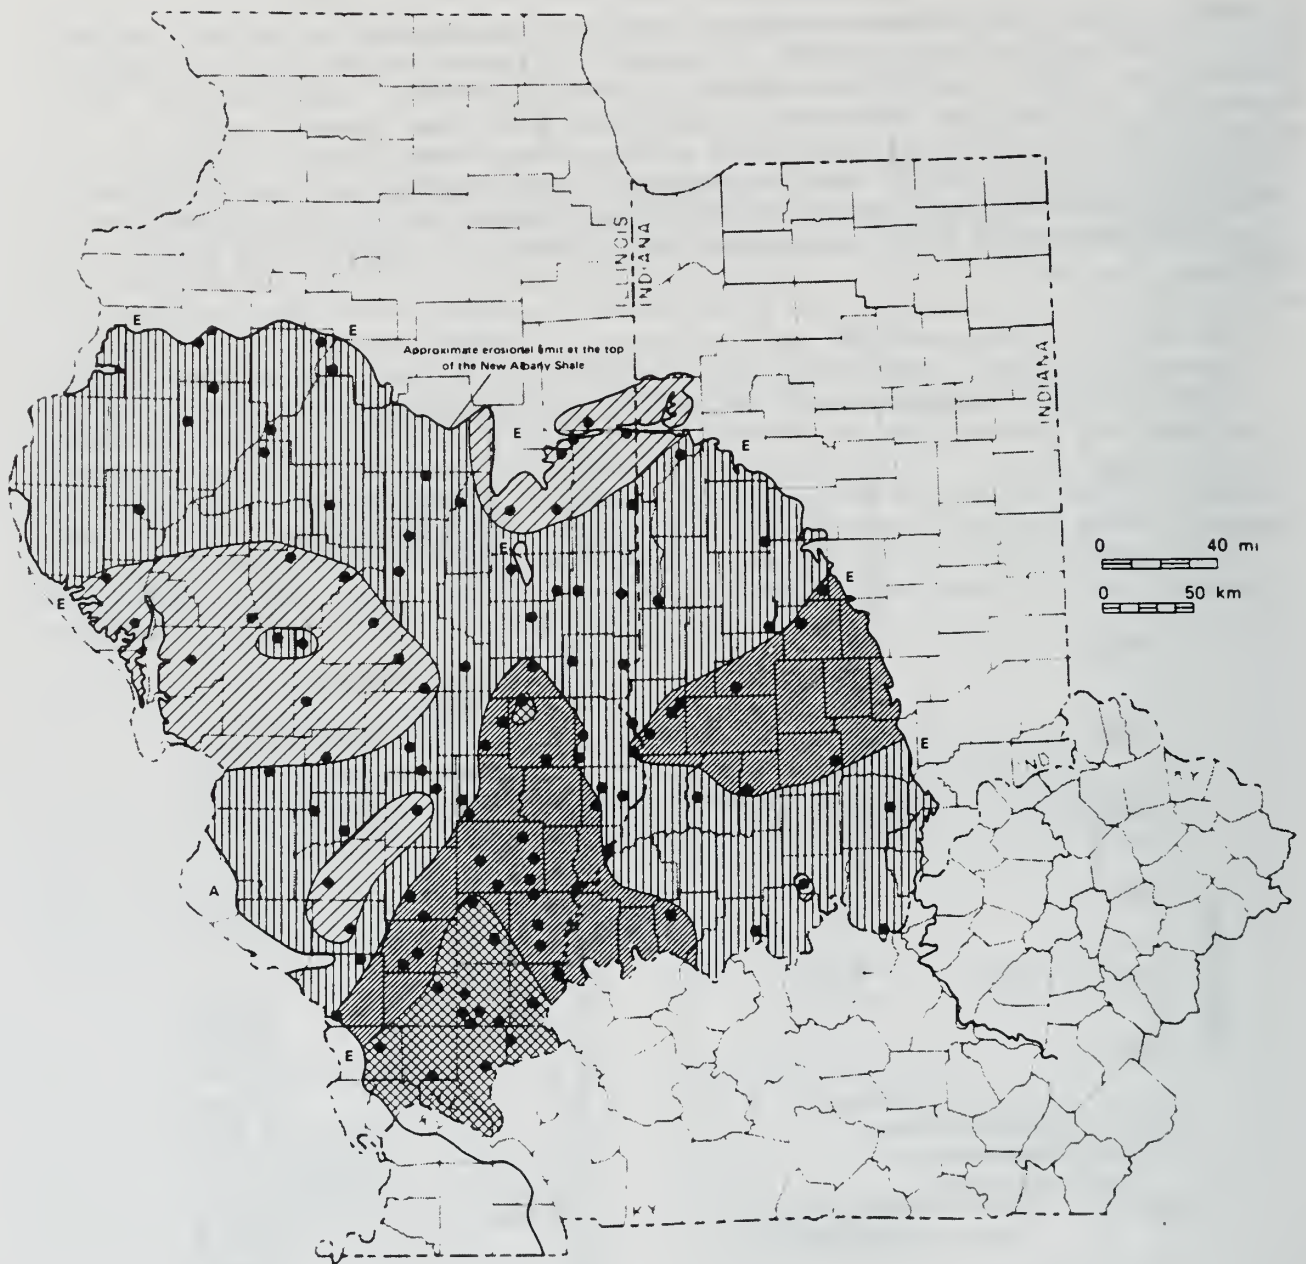 ILLINOIS
INDIANA
E
E
Approximate erosional limit at the top
of the New Albany Shale
INDIANA
E
E
0 40 mi
0 50 km
E
E
E
E
IND
KY
A
E
KY